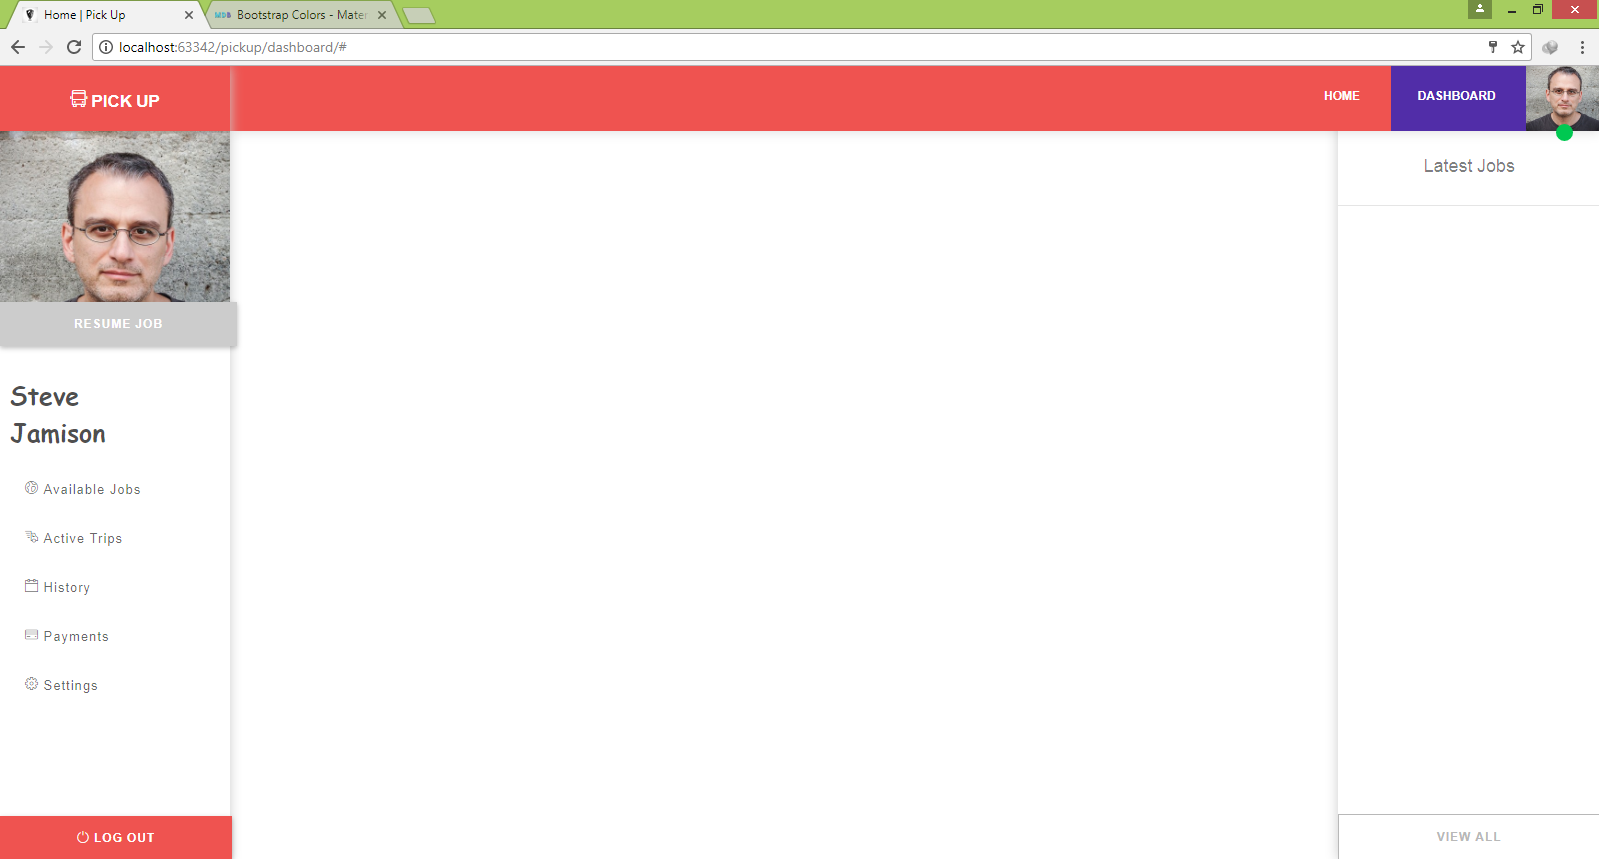 Home | Pick Up
MDB Bootstrap Colors - Mater
localhost:63342/pickup/dashboard/#
PICK UP
HOME
DASHBOARD
Latest Jobs
RESUME JOB
Steve
Jamison
Available Jobs
Active Trips
History
Payments
Settings
LOG OUT
VIEW ALL